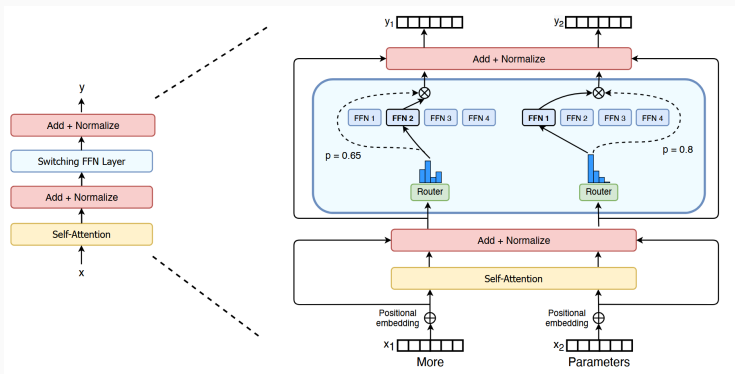 y
Add + Normalize
Switching FFN Layer
Add + Normalize
Self-Attention
x
y1
y2
Add + Normalize
FFN 1
FFN 2
FFN 3
FFN 4
FFN 1
FFN 2
FFN 3
FFN 4
p = 0.65
p = 0.8
Router
Router
Add + Normalize
Self-Attention
Positional
embedding
Positional
embedding
x1
x2
More
Parameters